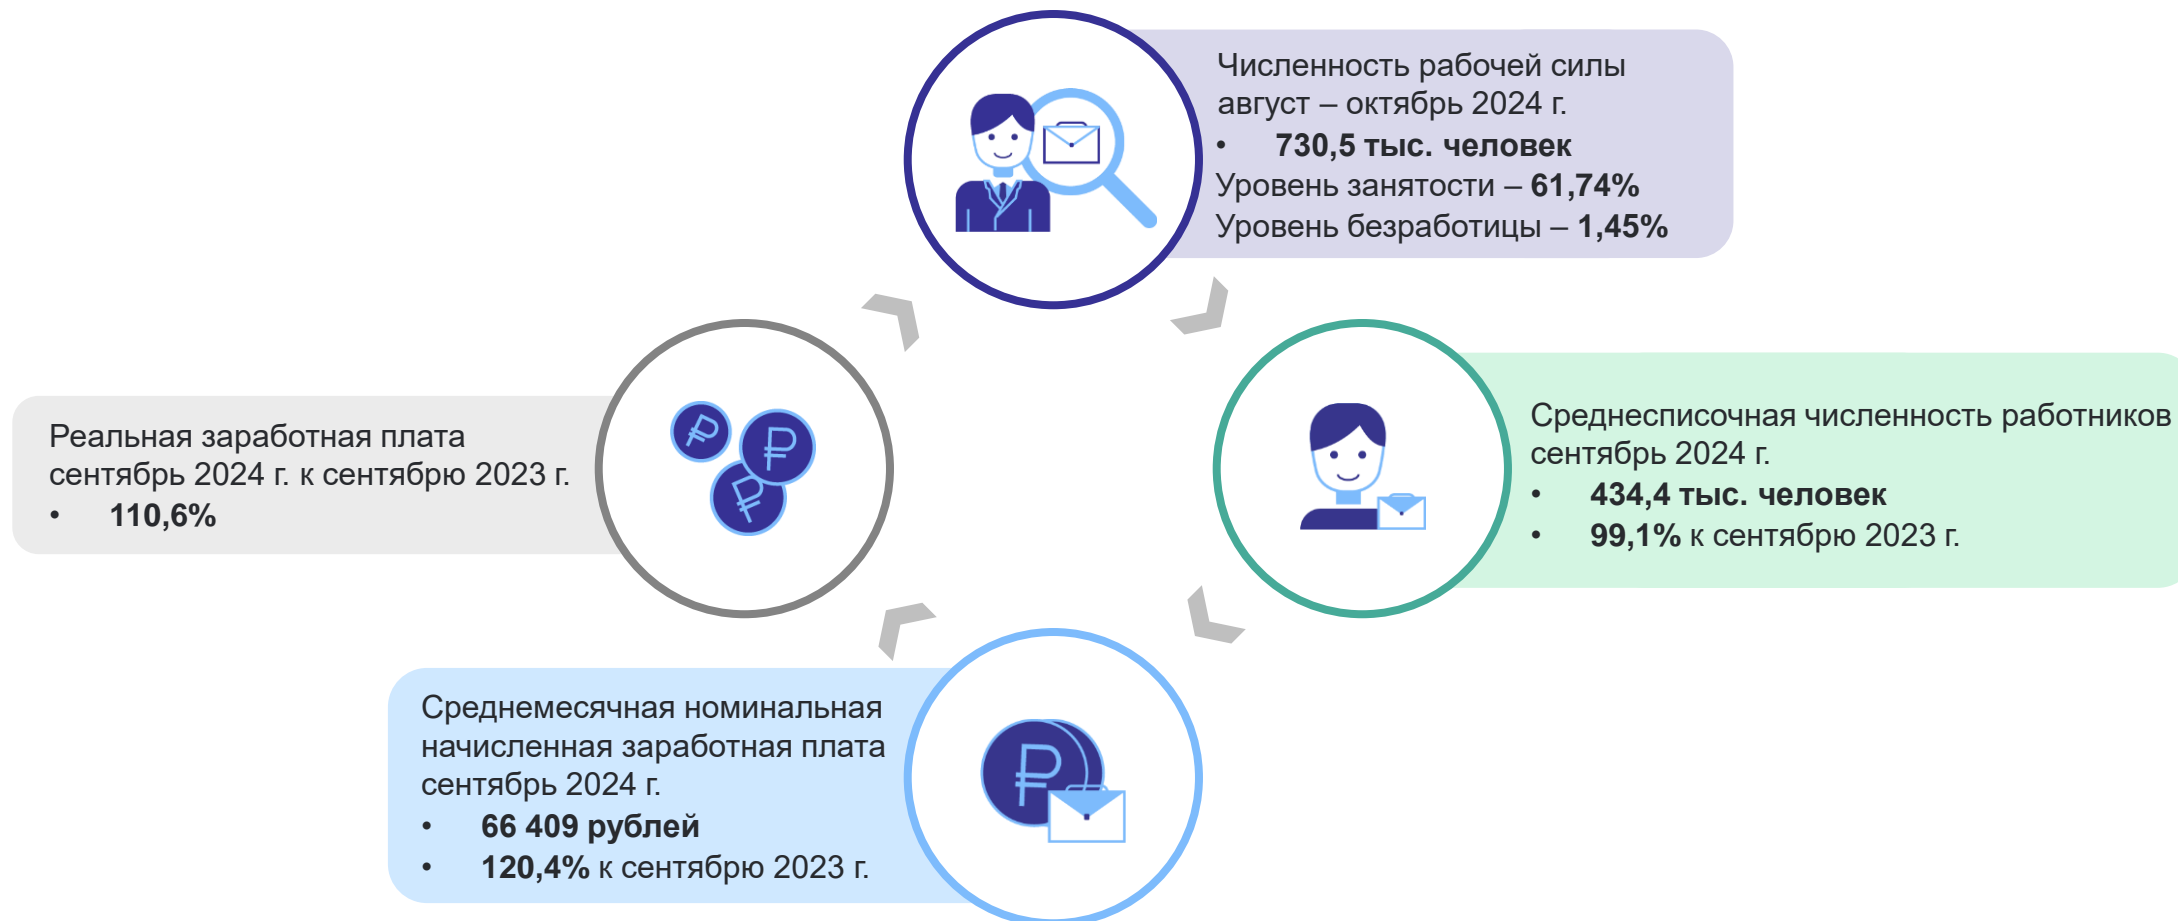 Численность рабочей силы
август – октябрь 2024 г.
• 730,5 тыс. человек
Уровень занятости – 61,74%
Уровень безработицы – 1,45%
Среднесписочная численность работников
сентябрь 2024 г.
• 434,4 тыс. человек
• 99,1% к сентябрю 2023 г.
Среднемесячная номинальная
начисленная заработная плата
сентябрь 2024 г.
• 66 409 рублей
• 120,4% к сентябрю 2023 г.
Реальная заработная плата
сентябрь 2024 г. к сентябрю 2023 г.
• 110,6%